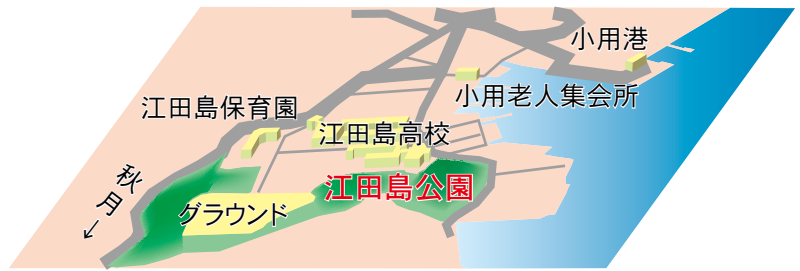 小用港
小用老人集会所
江田島保育園
江田島高校
秋月
←
江田島公園
グラウンド